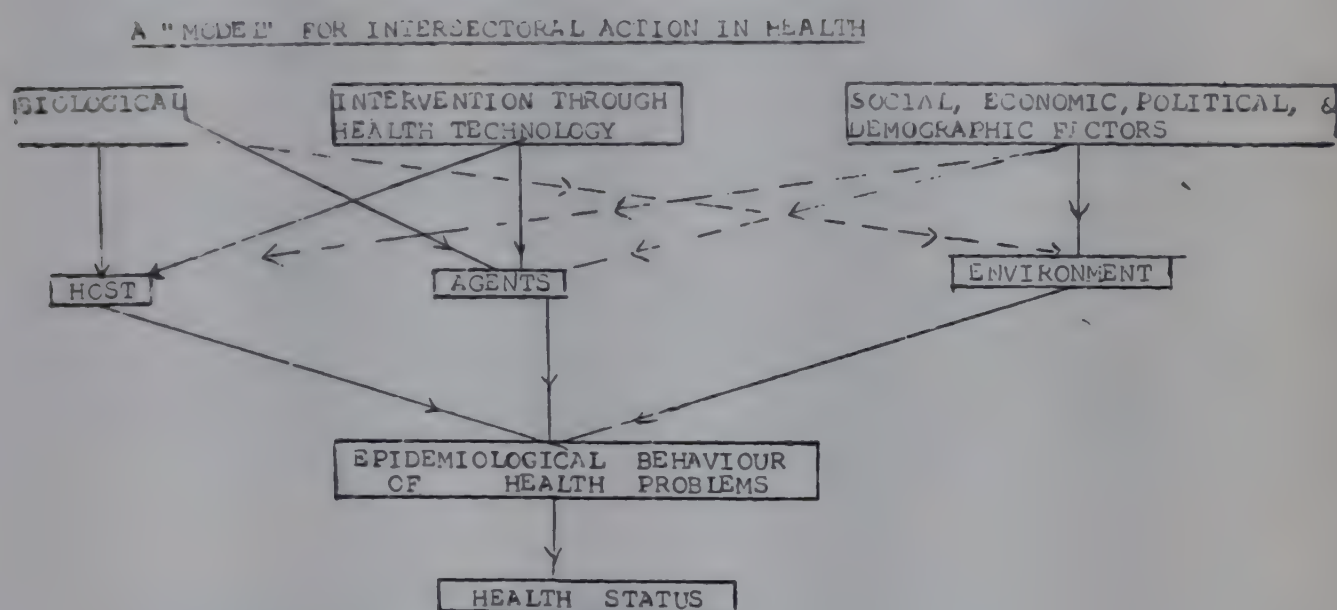 A "MODEL" FOR INTERSECTORAL ACTION IN HEALTH
BIOLOGICAL
INTERVENTION THROUGH
HEALTH TECHNOLOGY
SOCIAL, ECONOMIC, POLITICAL, &
DEMOGRAPHIC FACTORS
HOST
AGENTS
ENVIRONMENT
EPIDEMIOLOGICAL BEHAVIOUR
OF HEALTH PROBLEMS
HEALTH STATUS